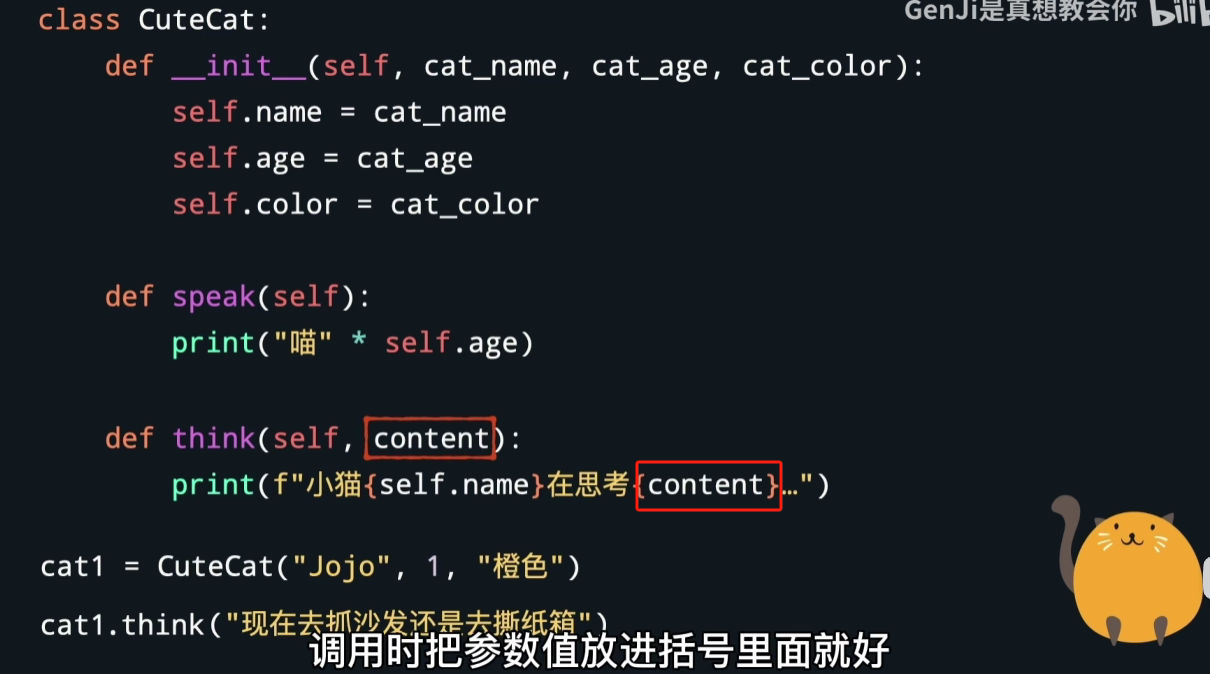 class CuteCat:
GenJi是真想教会你 bilib
    def __init__(self, cat_name, cat_age, cat_color):
        self.name = cat_name
        self.age = cat_age
        self.color = cat_color
    def speak(self):
        print("喵" * self.age)
    def think(self, content):
        print(f"小猫{self.name}在思考{content}…")
cat1 = CuteCat("Jojo", 1, "橙色")
cat1.think("现在去抓沙发还是去撕纸箱")
调用时把参数值放进括号里面就好